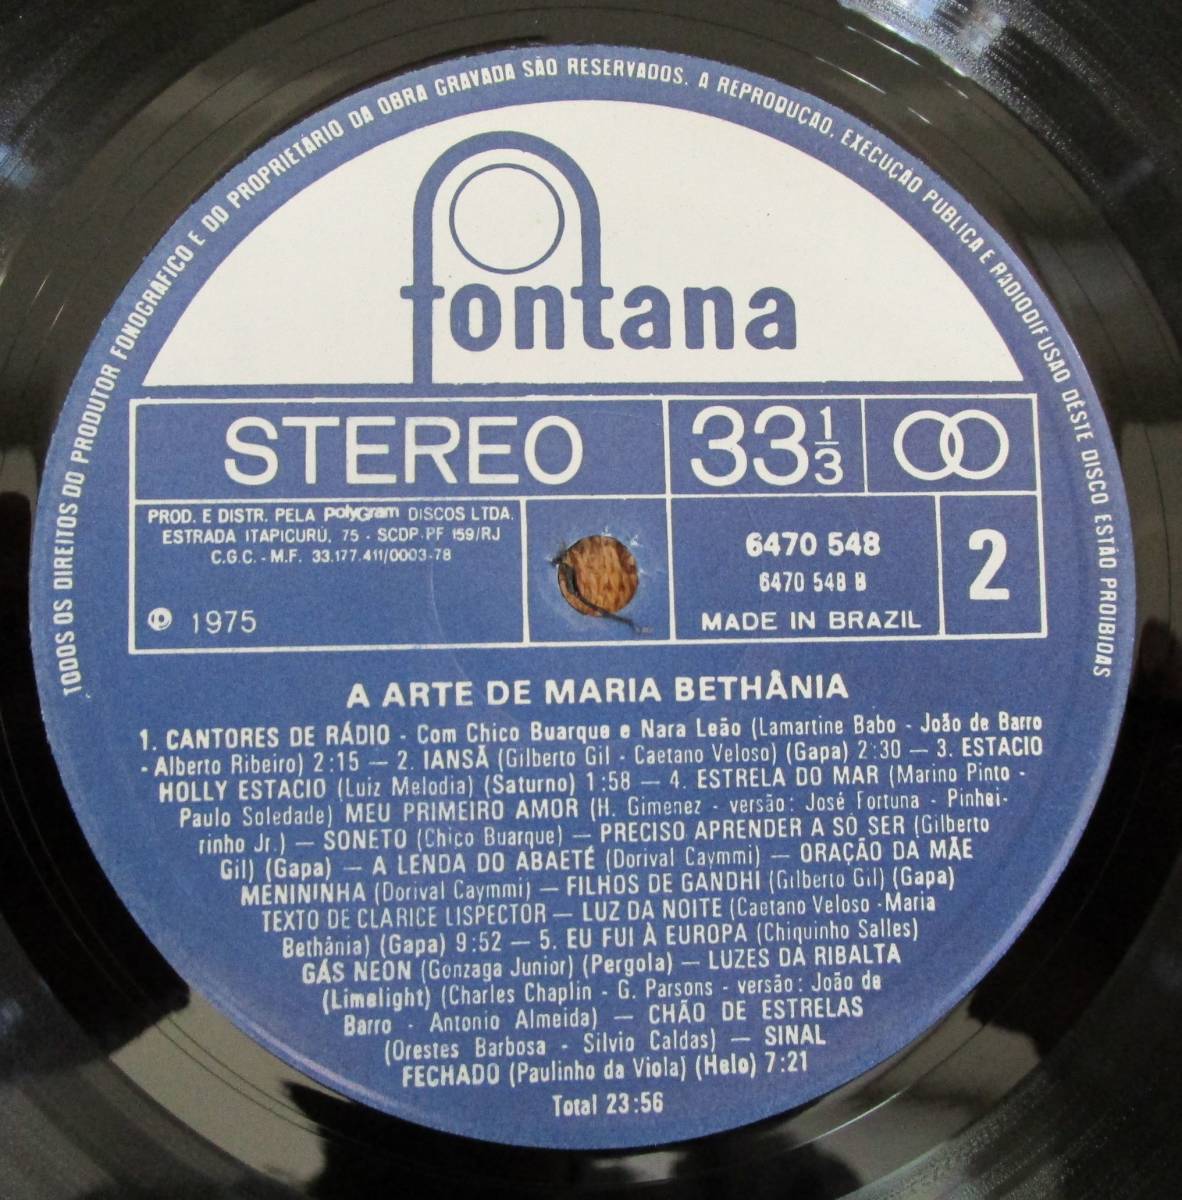 TODOS OS DIREITOS DO PRODUTOR FONOGRÁFICO E DO PROPRIETÁRIO DA OBRA GRAVADA SÃO RESERVADOS. A REPRODUÇÃO, EXECUÇÃO PUBLICA E RÁDIODIFUSÃO DÊSTE DISCO ESTÃO PROIBIDAS
fontana
STEREO
33 1/3
PROD. E DISTR. PELA PolyGram DISCOS LTDA.
ESTRADA ITAPICURÚ, 75 - SCDP-PF 159/RJ
C.G.C. - M.F. 33.177.411/0003-78
℗ 1975
6470 548
6470 548 B
MADE IN BRAZIL
2
A ARTE DE MARIA BETHÂNIA
1. CANTORES DE RÁDIO - Com Chico Buarque e Nara Leão (Lamartine Babo - João de Barro
- Alberto Ribeiro) 2:15 — 2. IANSÃ (Gilberto Gil - Caetano Veloso) (Gapa) 2:30 — 3. ESTACIO
HOLLY ESTACIO (Luiz Melodia) (Saturno) 1:58 — 4. ESTRELA DO MAR (Marino Pinto -
Paulo Soledade) MEU PRIMEIRO AMOR (H. Gimenez - versão: José Fortuna - Pinhei-
rinho Jr.) — SONETO (Chico Buarque) — PRECISO APRENDER A SÓ SER (Gilberto
Gil) (Gapa) — A LENDA DO ABAETÉ (Dorival Caymmi) — ORAÇÃO DA MÃE
MENININHA (Dorival Caymmi) — FILHOS DE GANDHI (Gilberto Gil) (Gapa)
TEXTO DE CLARICE LISPECTOR — LUZ DA NOITE (Caetano Veloso - Maria
Bethânia) (Gapa) 9:52 — 5. EU FUI À EUROPA (Chiquinho Salles)
GÁS NEON (Gonzaga Junior) (Pergola) — LUZES DA RIBALTA
(Limelight) (Charles Chaplin - G. Parsons - versão: João de
Barro - Antonio Almeida) — CHÃO DE ESTRELAS
(Orestes Barbosa - Silvio Caldas) — SINAL
FECHADO (Paulinho da Viola) (Helo) 7:21
Total 23:56